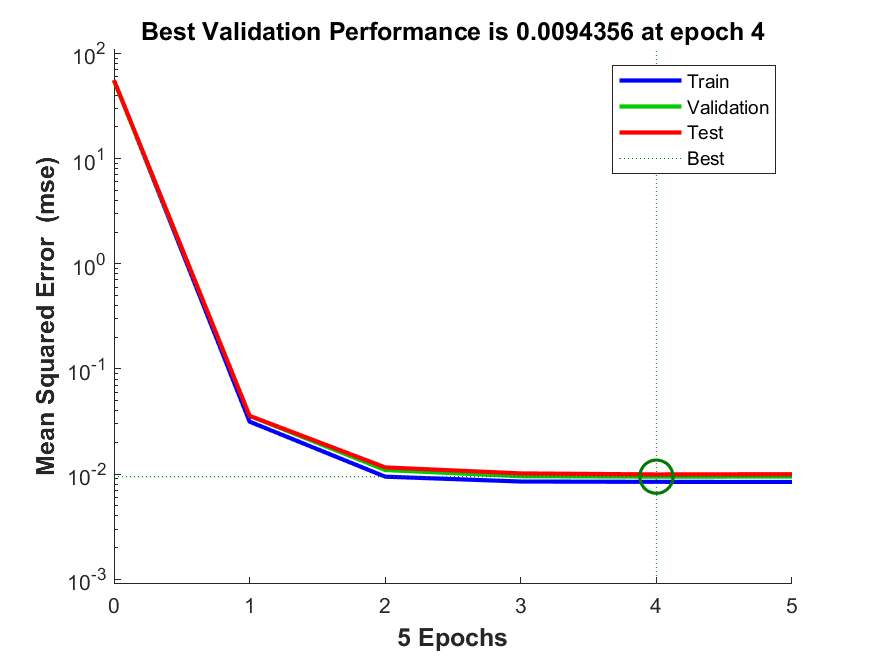 Best Validation Performance is 0.0094356 at epoch 4
10^2
10^1
10^0
10^-1
10^-2
10^-3
Mean Squared Error  (mse)
Train
Validation
Test
Best
0 1 2 3 4 5
5 Epochs